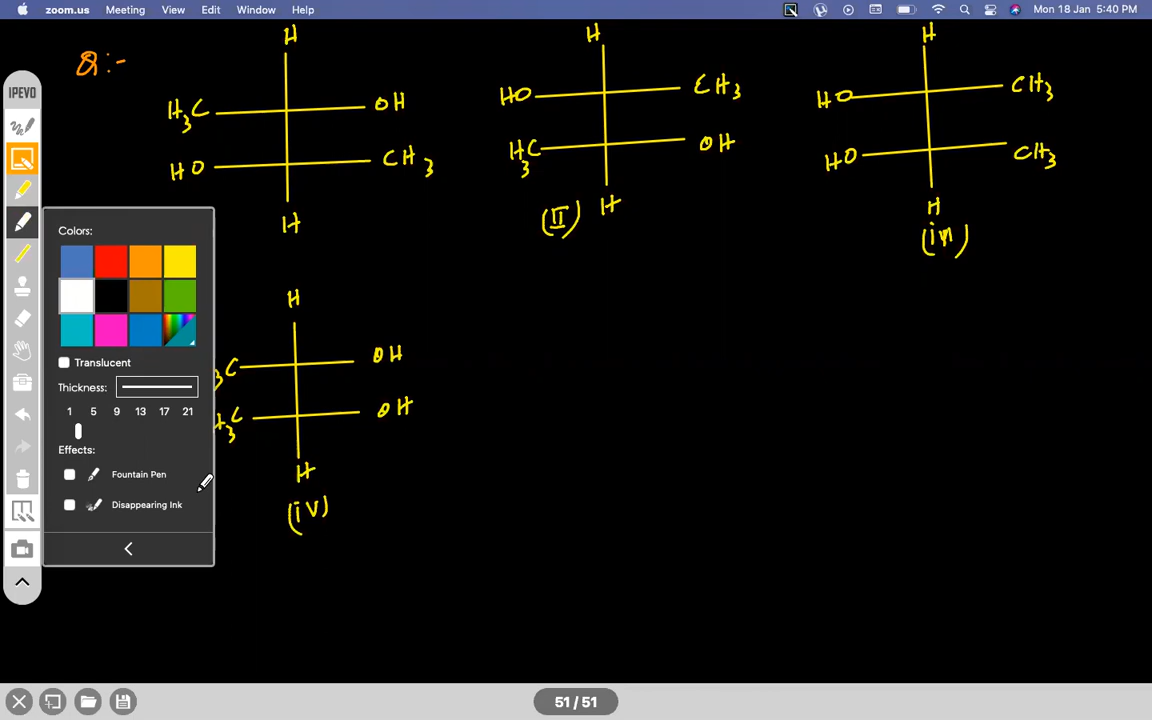 zoom.us Meeting View Edit Window Help Mon 18 Jan 5:40 PM
Q:-
IPEVO
H
H3C OH
HO CH3
H
H
HO CH3
H3C OH
H
(II)
H
HO CH3
HO CH3
H
Colors:
Translucent
Thickness:
1 5 9 13 17 21
Effects:
Fountain Pen
Disappearing Ink
H
3C OH
H3C OH
H
(iv)
51 / 51